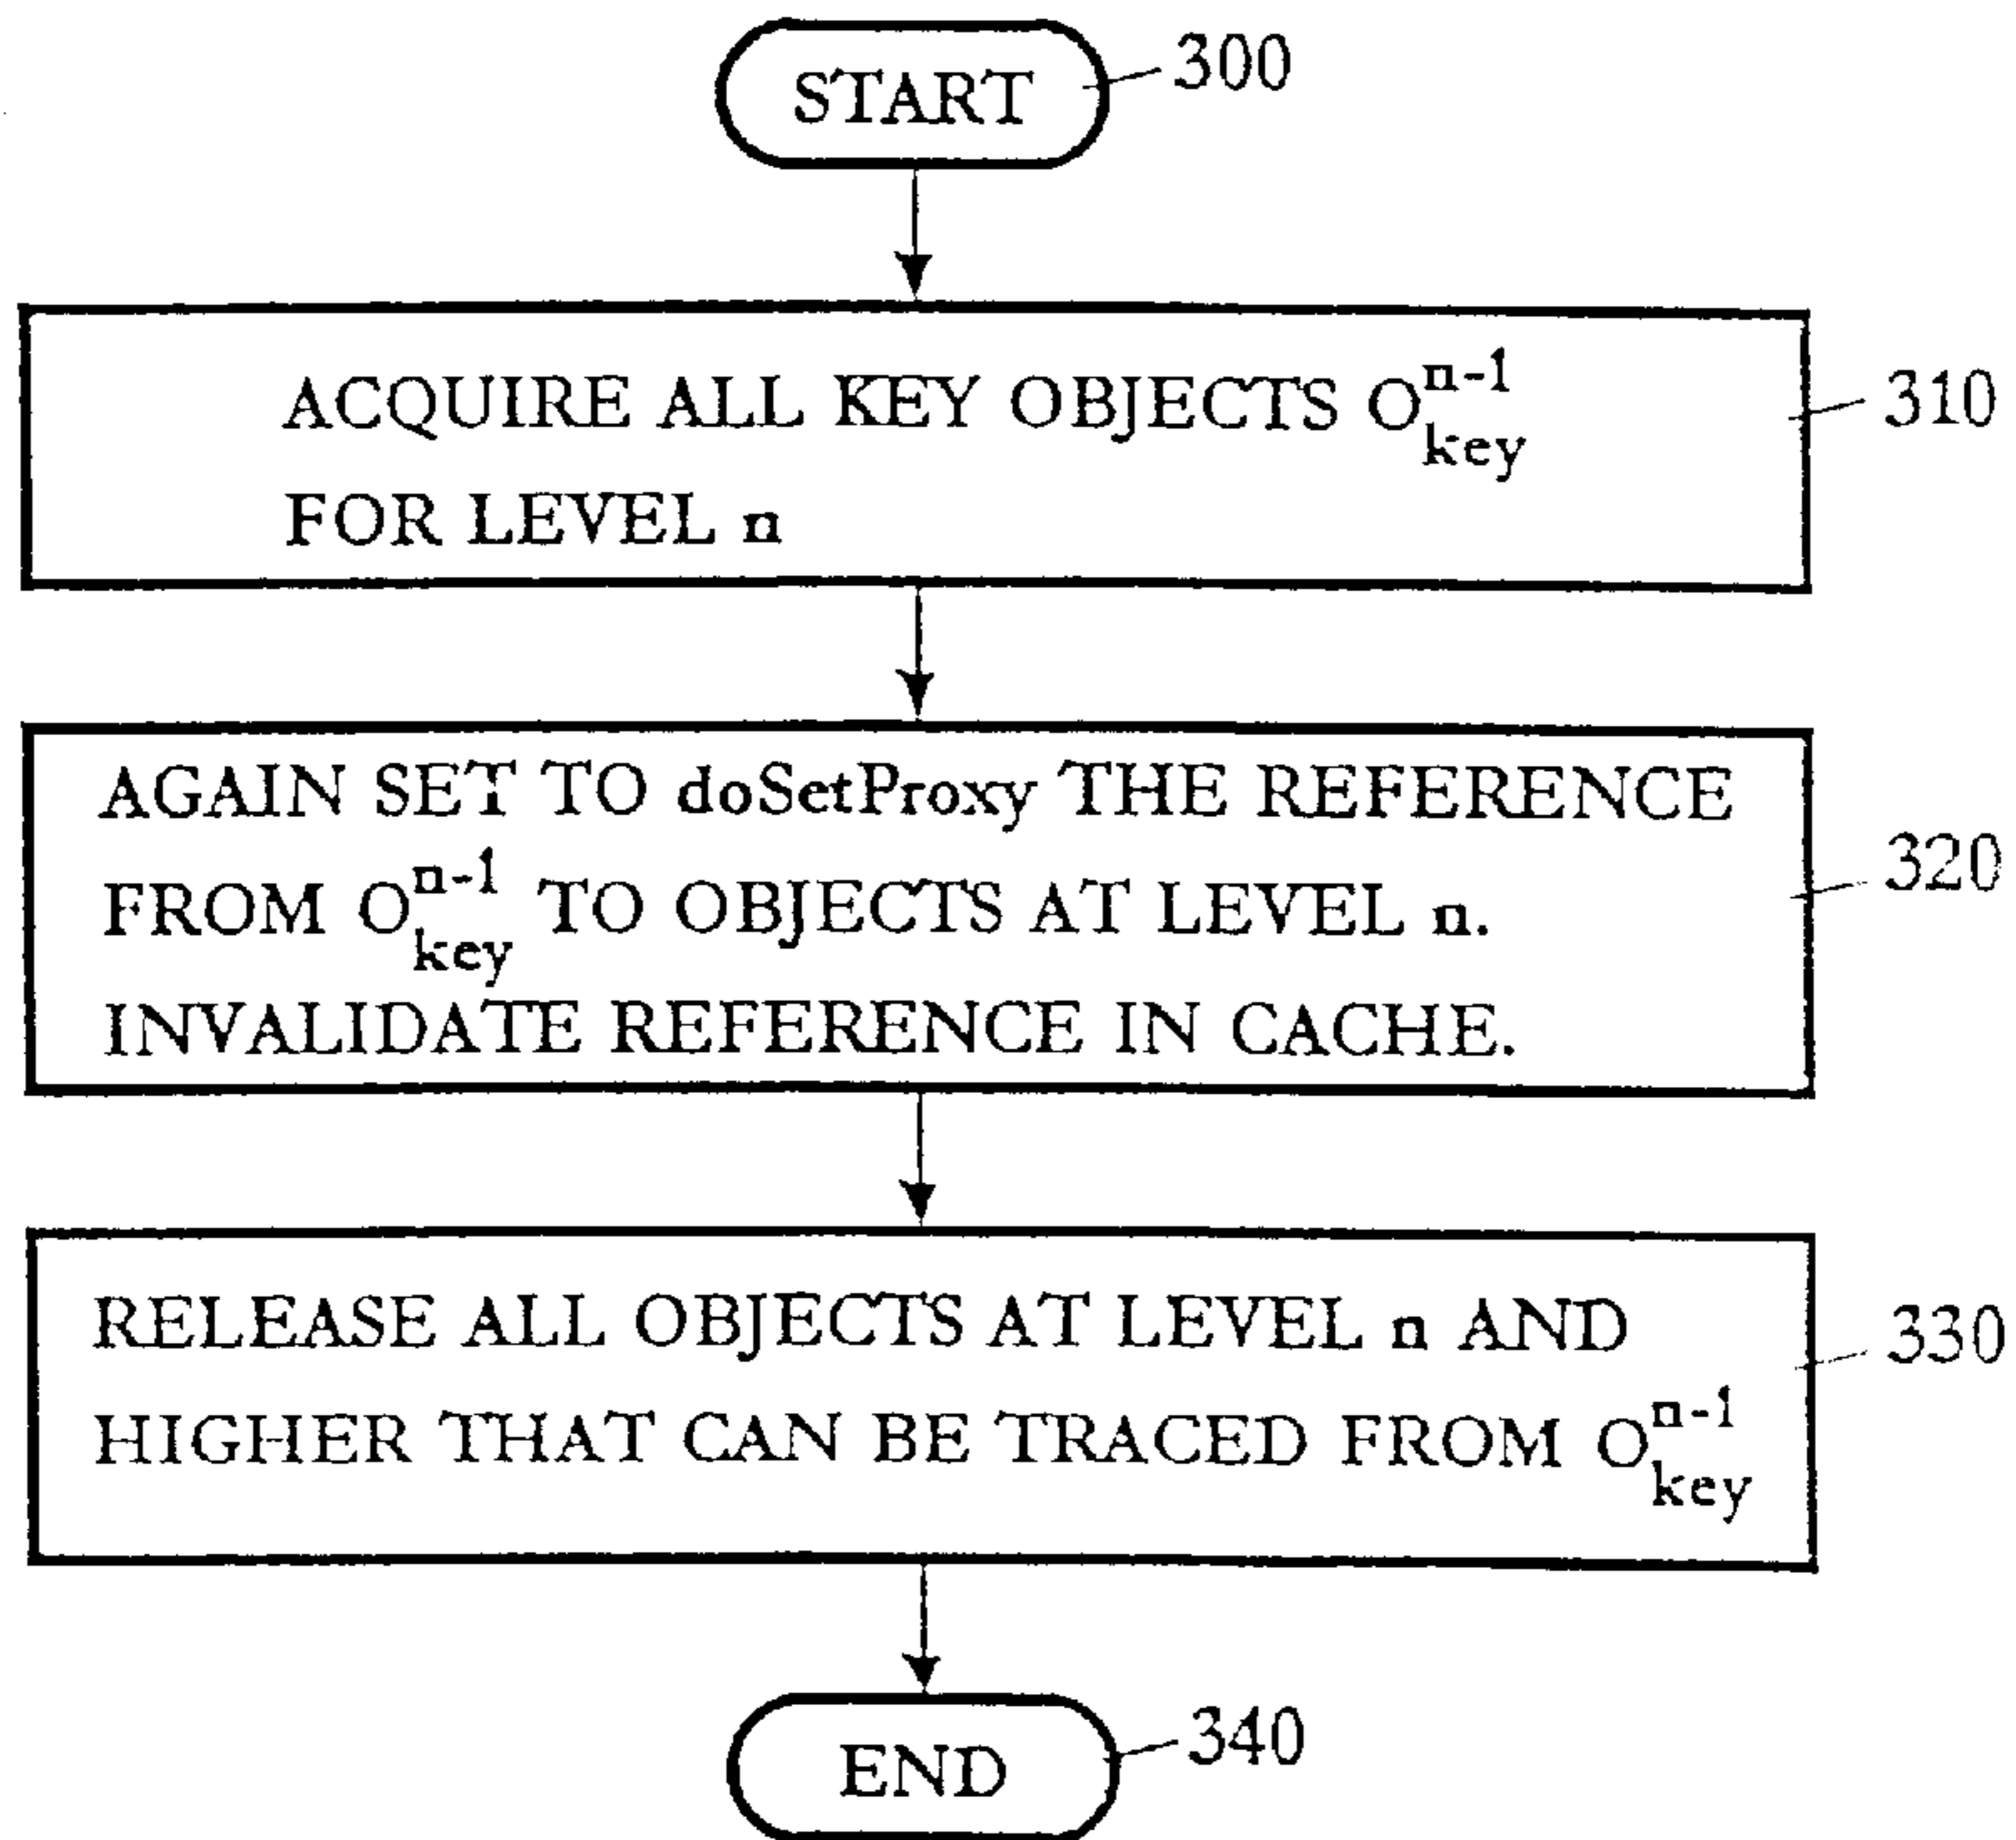 START
300
ACQUIRE ALL KEY OBJECTS O^{n-1}_{key}
FOR LEVEL n
310
AGAIN SET TO doSetProxy THE REFERENCE
FROM O^{n-1}_{key} TO OBJECTS AT LEVEL n.
INVALIDATE REFERENCE IN CACHE.
320
RELEASE ALL OBJECTS AT LEVEL n AND
HIGHER THAT CAN BE TRACED FROM O^{n-1}_{key}
330
END
340